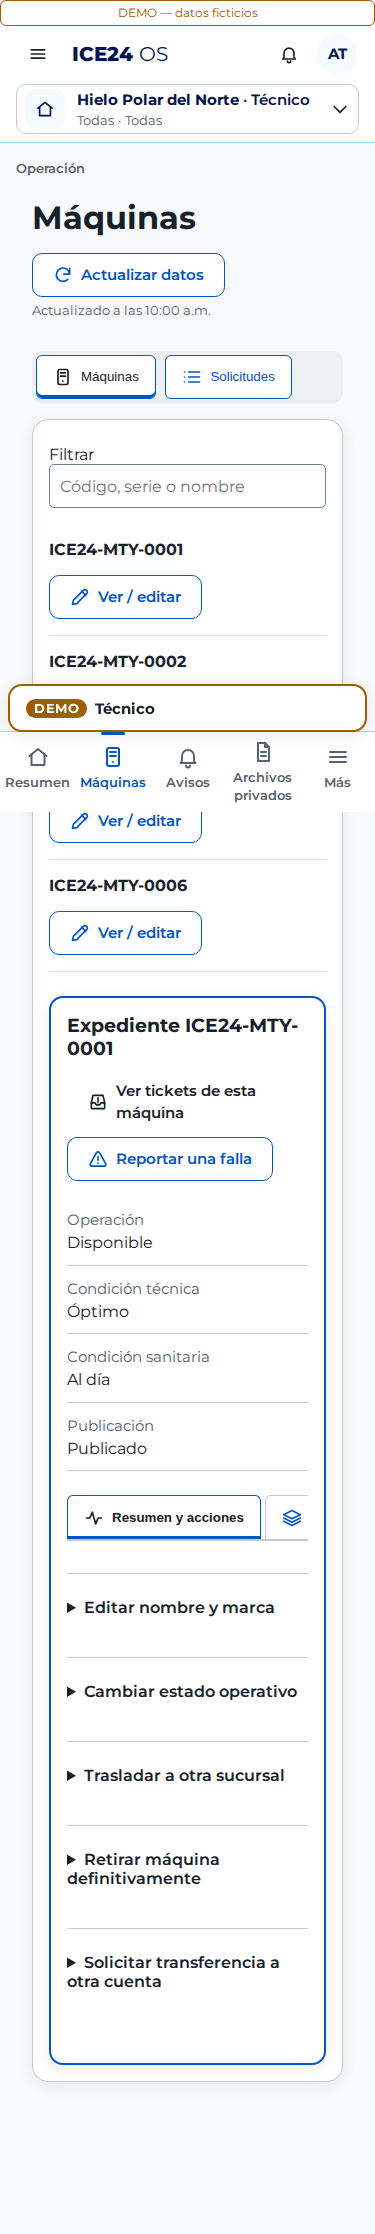 DEMO — datos ficticios
ICE24 OS
AT
Hielo Polar del Norte · Técnico
Todas · Todas
Operación
Máquinas
Actualizar datos
Actualizado a las 10:00 a.m.
Máquinas
Solicitudes
Filtrar
Código, serie o nombre
ICE24-MTY-0001
Ver / editar
ICE24-MTY-0002
DEMO Técnico
Resumen
Máquinas
Avisos
Archivos
privados
Más
Ver / editar
ICE24-MTY-0006
Ver / editar
Expediente ICE24-MTY-
0001
Ver tickets de esta
máquina
Reportar una falla
Operación
Disponible
Condición técnica
Óptimo
Condición sanitaria
Al día
Publicación
Publicado
Resumen y acciones
Editar nombre y marca
Cambiar estado operativo
Trasladar a otra sucursal
Retirar máquina
definitivamente
Solicitar transferencia a
otra cuenta